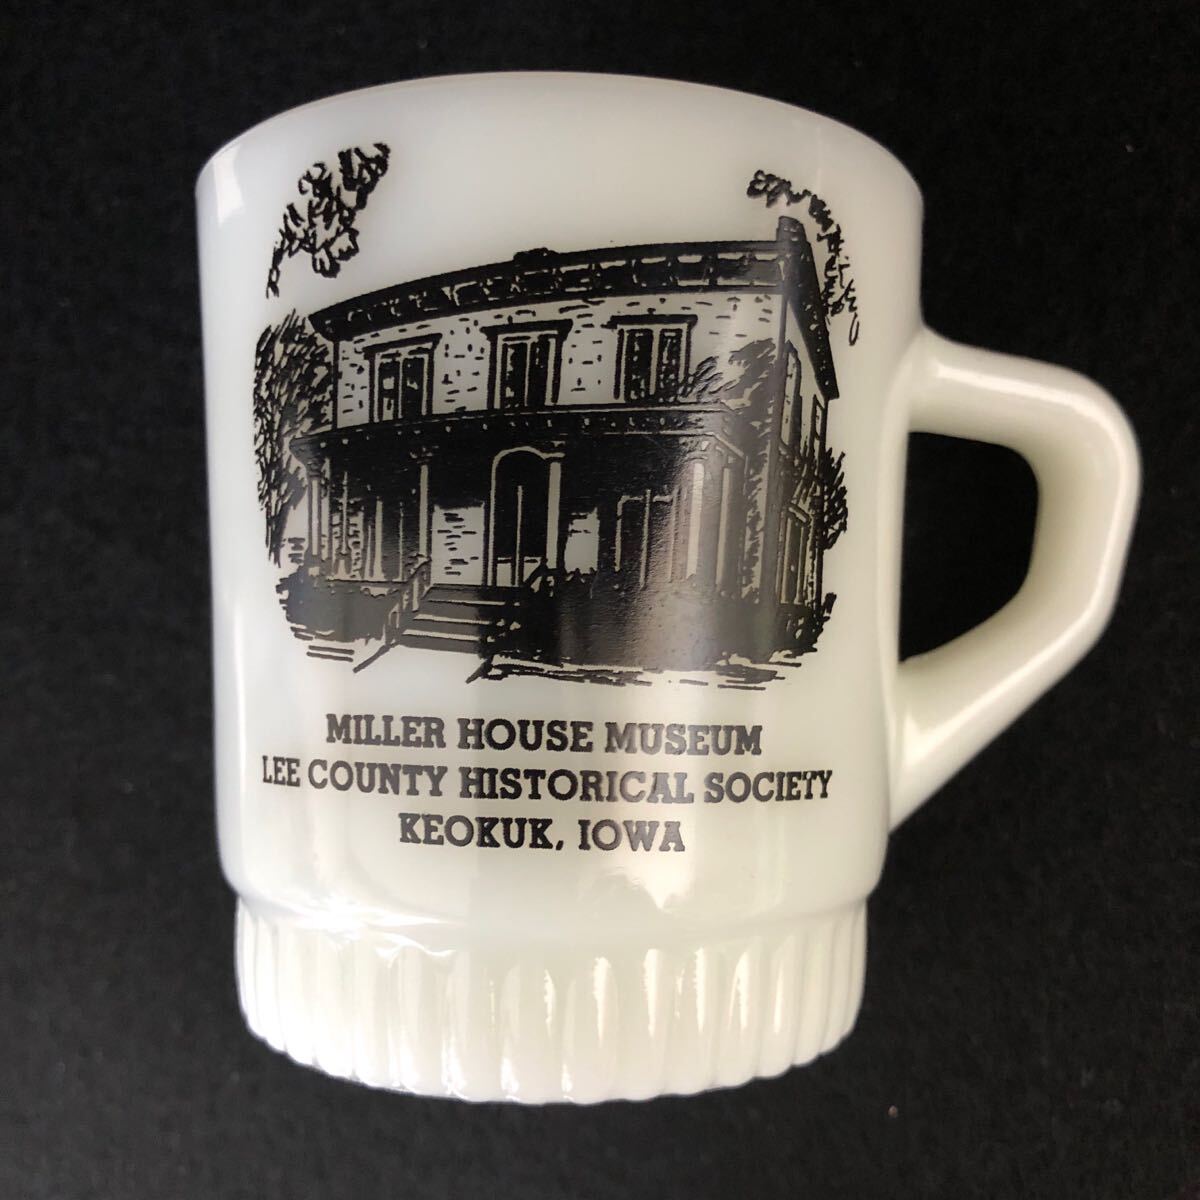 MILLER HOUSE MUSEUM
LEE COUNTY HISTORICAL SOCIETY
KEOKUK, IOWA